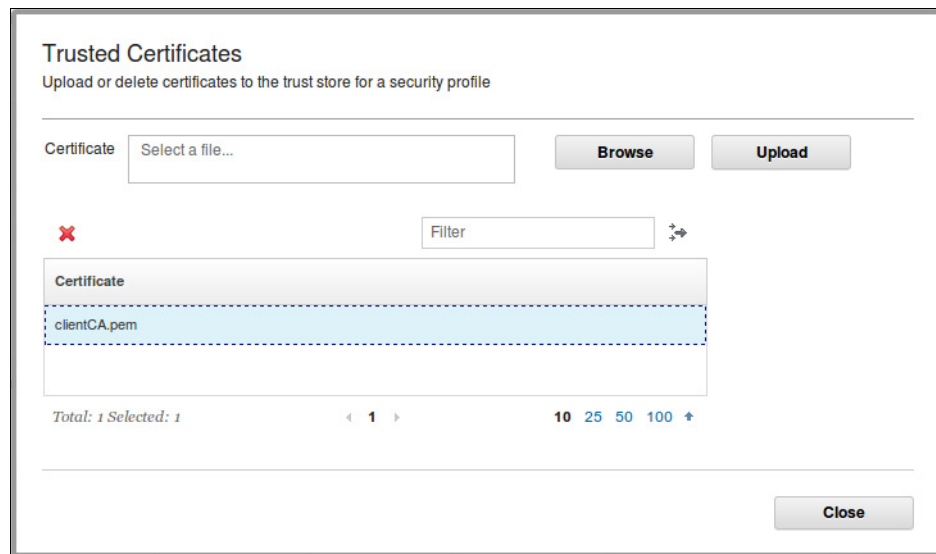 Trusted Certificates
Upload or delete certificates to the trust store for a security profile
Certificate Select a file... Browse Upload
Filter
Certificate
clientCA.pem
Total: 1 Selected: 1 1 10 25 50 100
Close